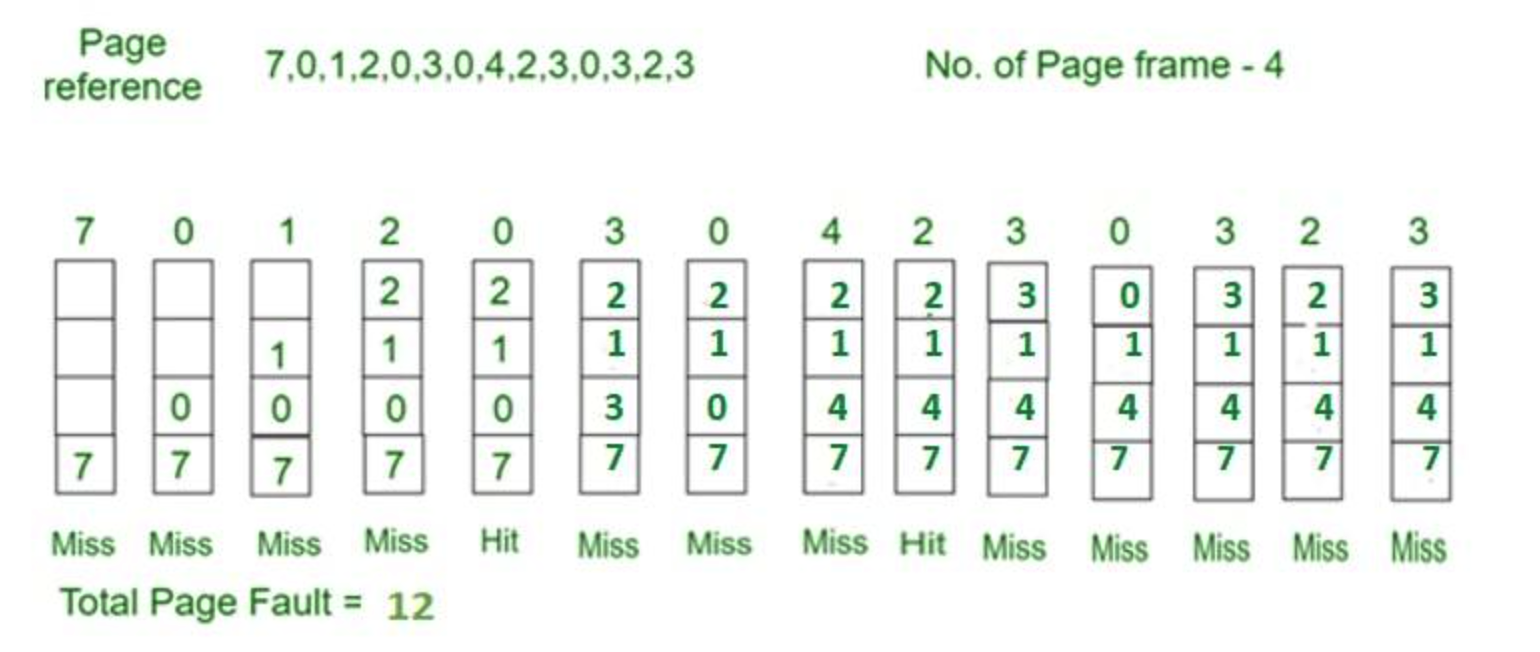 Page
reference
7,0,1,2,0,3,0,4,2,3,0,3,2,3
No. of Page frame - 4
7 0 1 2 0 3 0 4 2 3 0 3 2 3
2 2 2 2 2 2 3 0 3 2 3
1 1 1 1 1 1 1 1 1 1 1 1
0 0 0 0 3 0 4 4 4 4 4 4 4
7 7 7 7 7 7 7 7 7 7 7 7 7 7
Miss Miss Miss Miss Hit Miss Miss Miss Hit Miss Miss Miss Miss Miss
Total Page Fault = 12